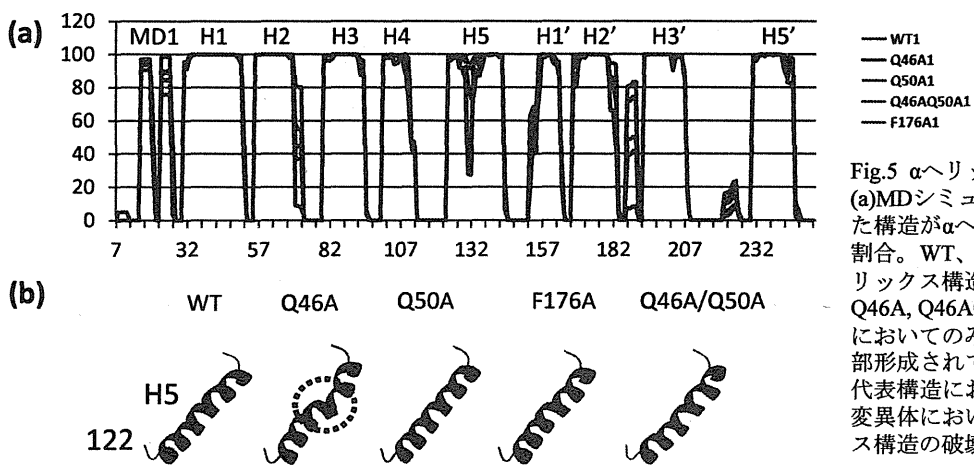 (a)
120
100
80
60
40
20
0
MD1 H1 H2 H3 H4 H5 H1’ H2’ H3’ H5’
7 32 57 82 107 132 157 182 207 232
WT1
Q46A1
Q50A1
Q46AQ50A1
F176A1
(b)
WT Q46A Q50A F176A Q46A/Q50A
H5
122
Fig.5 αヘリッ
(a)MDシミュ
た構造がαヘ
割合。WT、
リックス構造
Q46A, Q46A
においてのみ
部形成されて
代表構造にお
変異体におい
ス構造の破壊